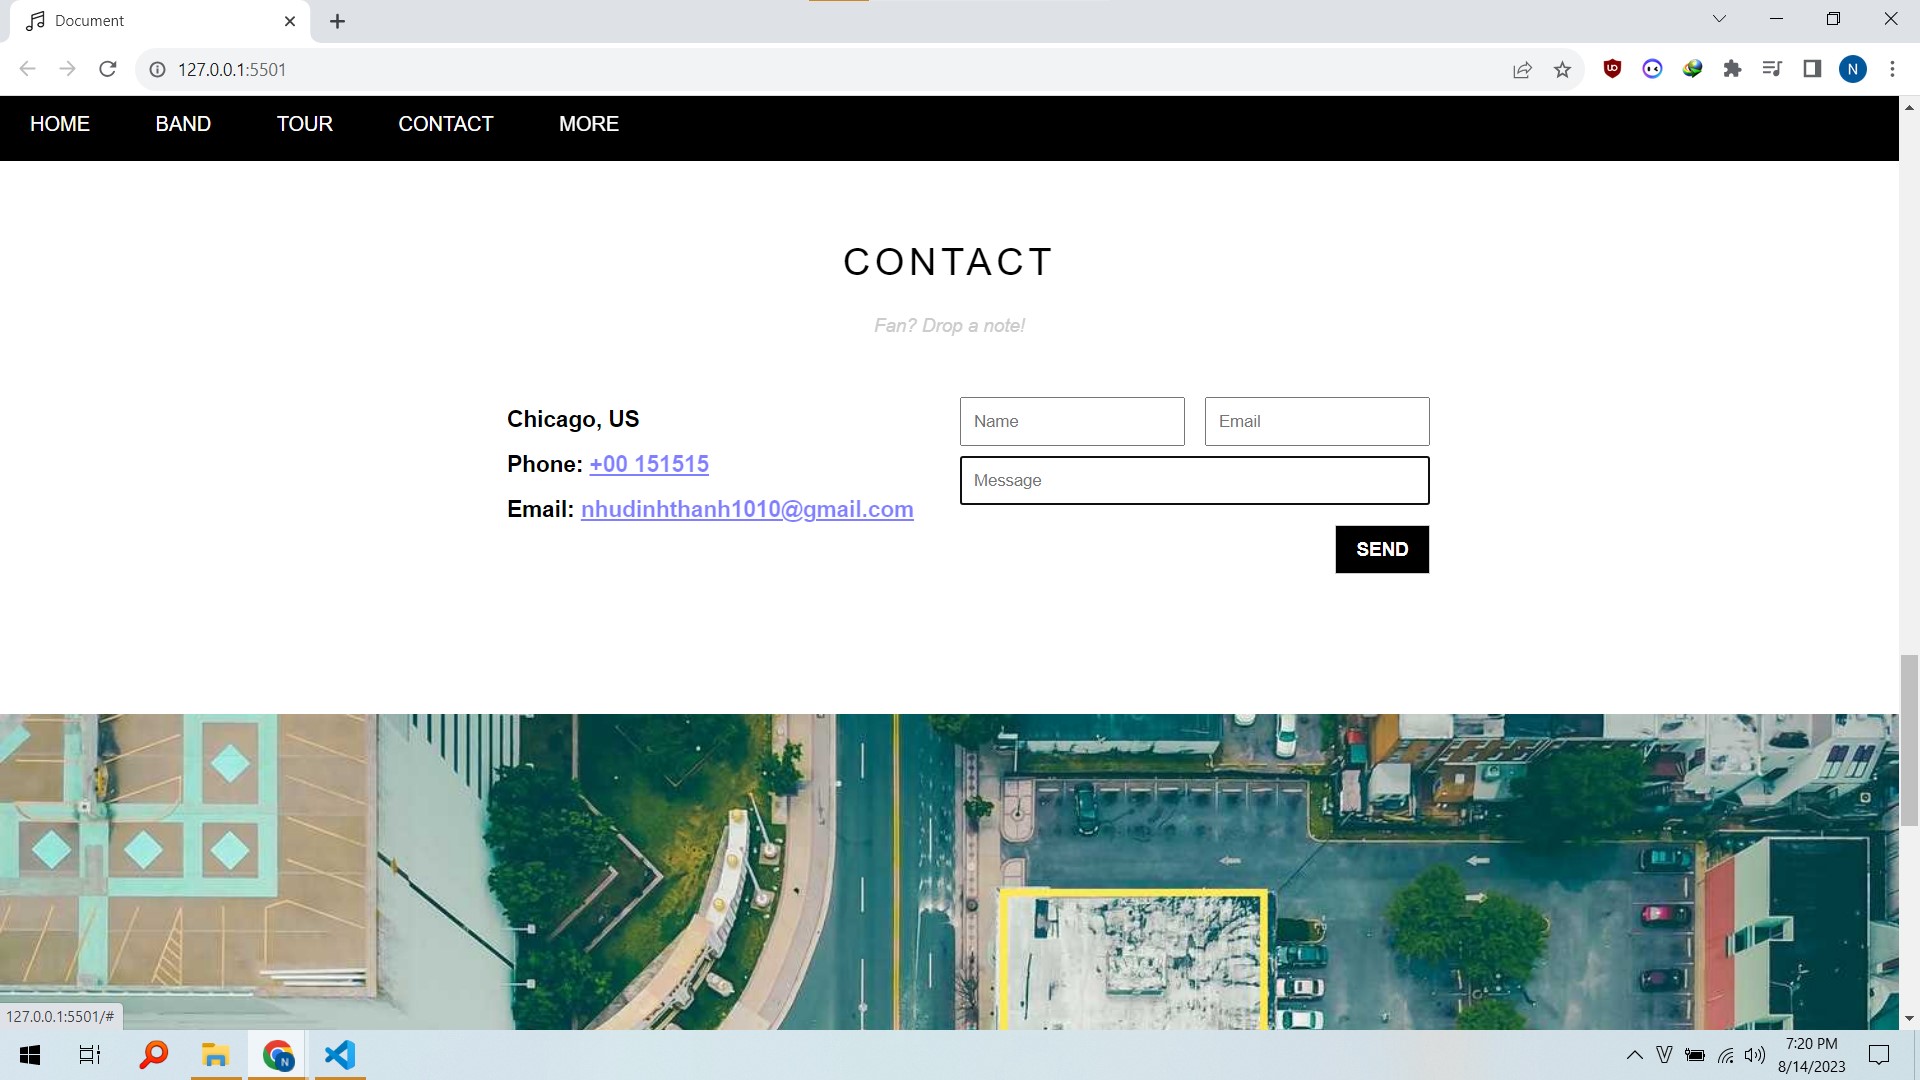 Document
127.0.0.1:5501
N
HOME BAND TOUR CONTACT MORE
CONTACT
Fan? Drop a note!
Chicago, US
Phone: +00 151515
Email: nhudinhthanh1010@gmail.com
Name
Email
Message
SEND
127.0.0.1:5501/#
N
V
7:20 PM
8/14/2023